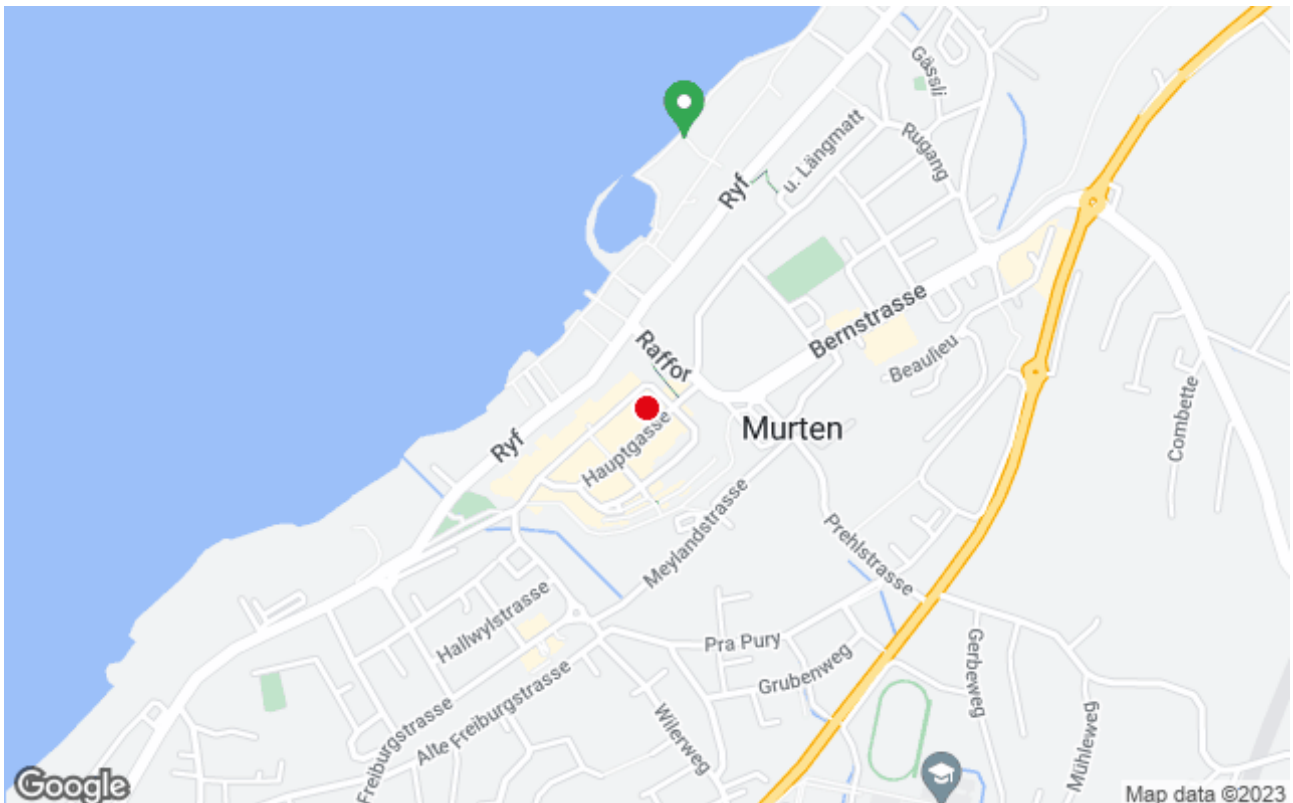 Gässli
Rugang
u. Längmatt
Ryf
Bernstrasse
Raffor
Beaulieu
Combette
Murten
Hauptgasse
Ryf
Meylandstrasse
Prehlstrasse
Hallwylstrasse
Pra Pury
Grubenweg
Gerbeweg
Mühleweg
Wilerweg
Alte Freiburgstrasse
Freiburgstrasse
Google
Map data ©2023